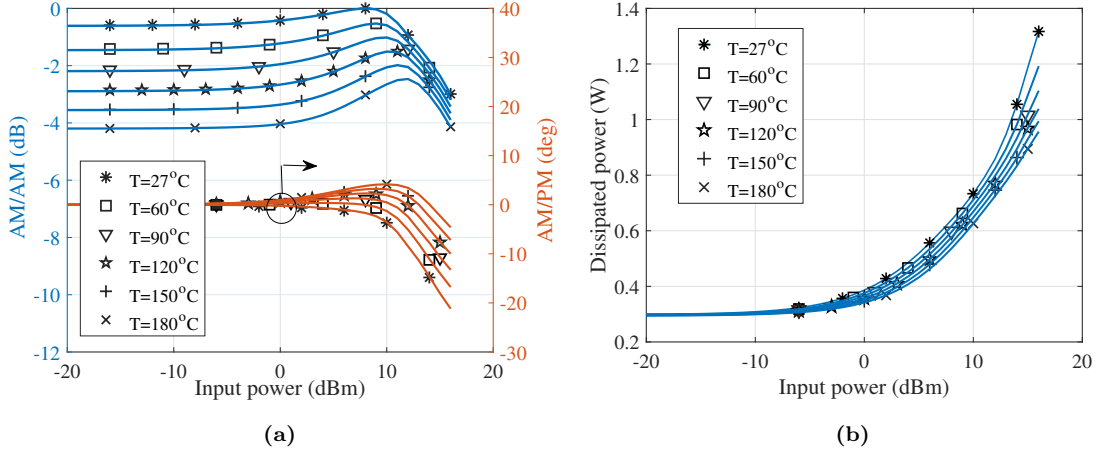 0
-2
-4
-6
-8
-10
-12
AM/AM (dB)
40
30
20
10
0
-10
-20
-30
AM/PM (deg)
-20
-10
0
10
20
Input power (dBm)
T=27°C
T=60°C
T=90°C
T=120°C
T=150°C
T=180°C
(a)
1.4
1.2
1
0.8
0.6
0.4
0.2
Dissipated power (W)
-20
-10
0
10
20
Input power (dBm)
T=27°C
T=60°C
T=90°C
T=120°C
T=150°C
T=180°C
(b)